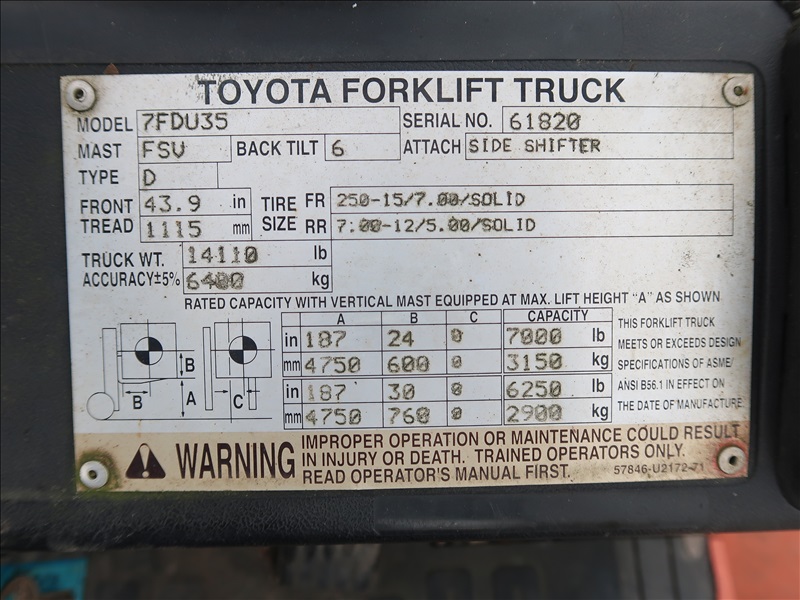 TOYOTA FORKLIFT TRUCK
MODEL 7FDU35 SERIAL NO. 61820
MAST FSV BACK TILT 6 ATTACH SIDE SHIFTER
TYPE D
FRONT TREAD 43.9 in TIRE SIZE FR 250-15/7.00/SOLID
1115 mm RR 7:00-12/5.00/SOLID
TRUCK WT. 14110 lb
ACCURACY±5% 6400 kg
RATED CAPACITY WITH VERTICAL MAST EQUIPPED AT MAX. LIFT HEIGHT "A" AS SHOWN
A B C CAPACITY
in 187 24 0 7000 lb
mm 4750 600 0 3150 kg
in 187 30 0 6250 lb
mm 4750 760 0 2900 kg
B
B A C
THIS FORKLIFT TRUCK
MEETS OR EXCEEDS DESIGN
SPECIFICATIONS OF ASME/
ANSI B56.1 IN EFFECT ON
THE DATE OF MANUFACTURE
WARNING
IMPROPER OPERATION OR MAINTENANCE COULD RESULT
IN INJURY OR DEATH. TRAINED OPERATORS ONLY.
READ OPERATOR'S MANUAL FIRST.
57846-U2172-71